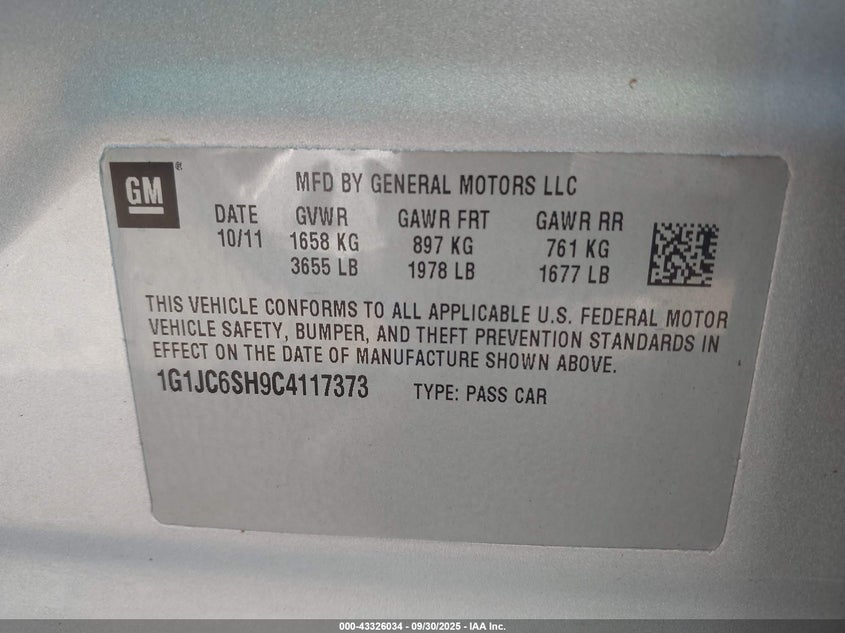 GM®
MFD BY GENERAL MOTORS LLC
DATE GVWR GAWR FRT GAWR RR
10/11 1658 KG 897 KG 761 KG
3655 LB 1978 LB 1677 LB
THIS VEHICLE CONFORMS TO ALL APPLICABLE U.S. FEDERAL MOTOR
VEHICLE SAFETY, BUMPER, AND THEFT PREVENTION STANDARDS IN
EFFECT ON THE DATE OF MANUFACTURE SHOWN ABOVE.
1G1JC6SH9C4117373 TYPE: PASS CAR
000-43326034 - 09/30/2025 - IAA Inc.